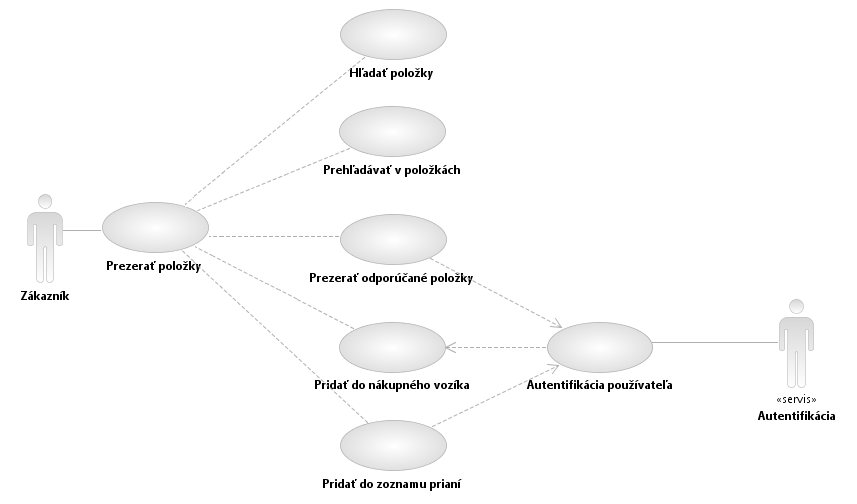 Hľadať položky
Prehľadávať v položkách
Prezerať položky
Zákazník
Prezerať odporúčané položky
Pridať do nákupného vozíka
Autentifikácia používateľa
«servis»
Autentifikácia
Pridať do zoznamu prianí